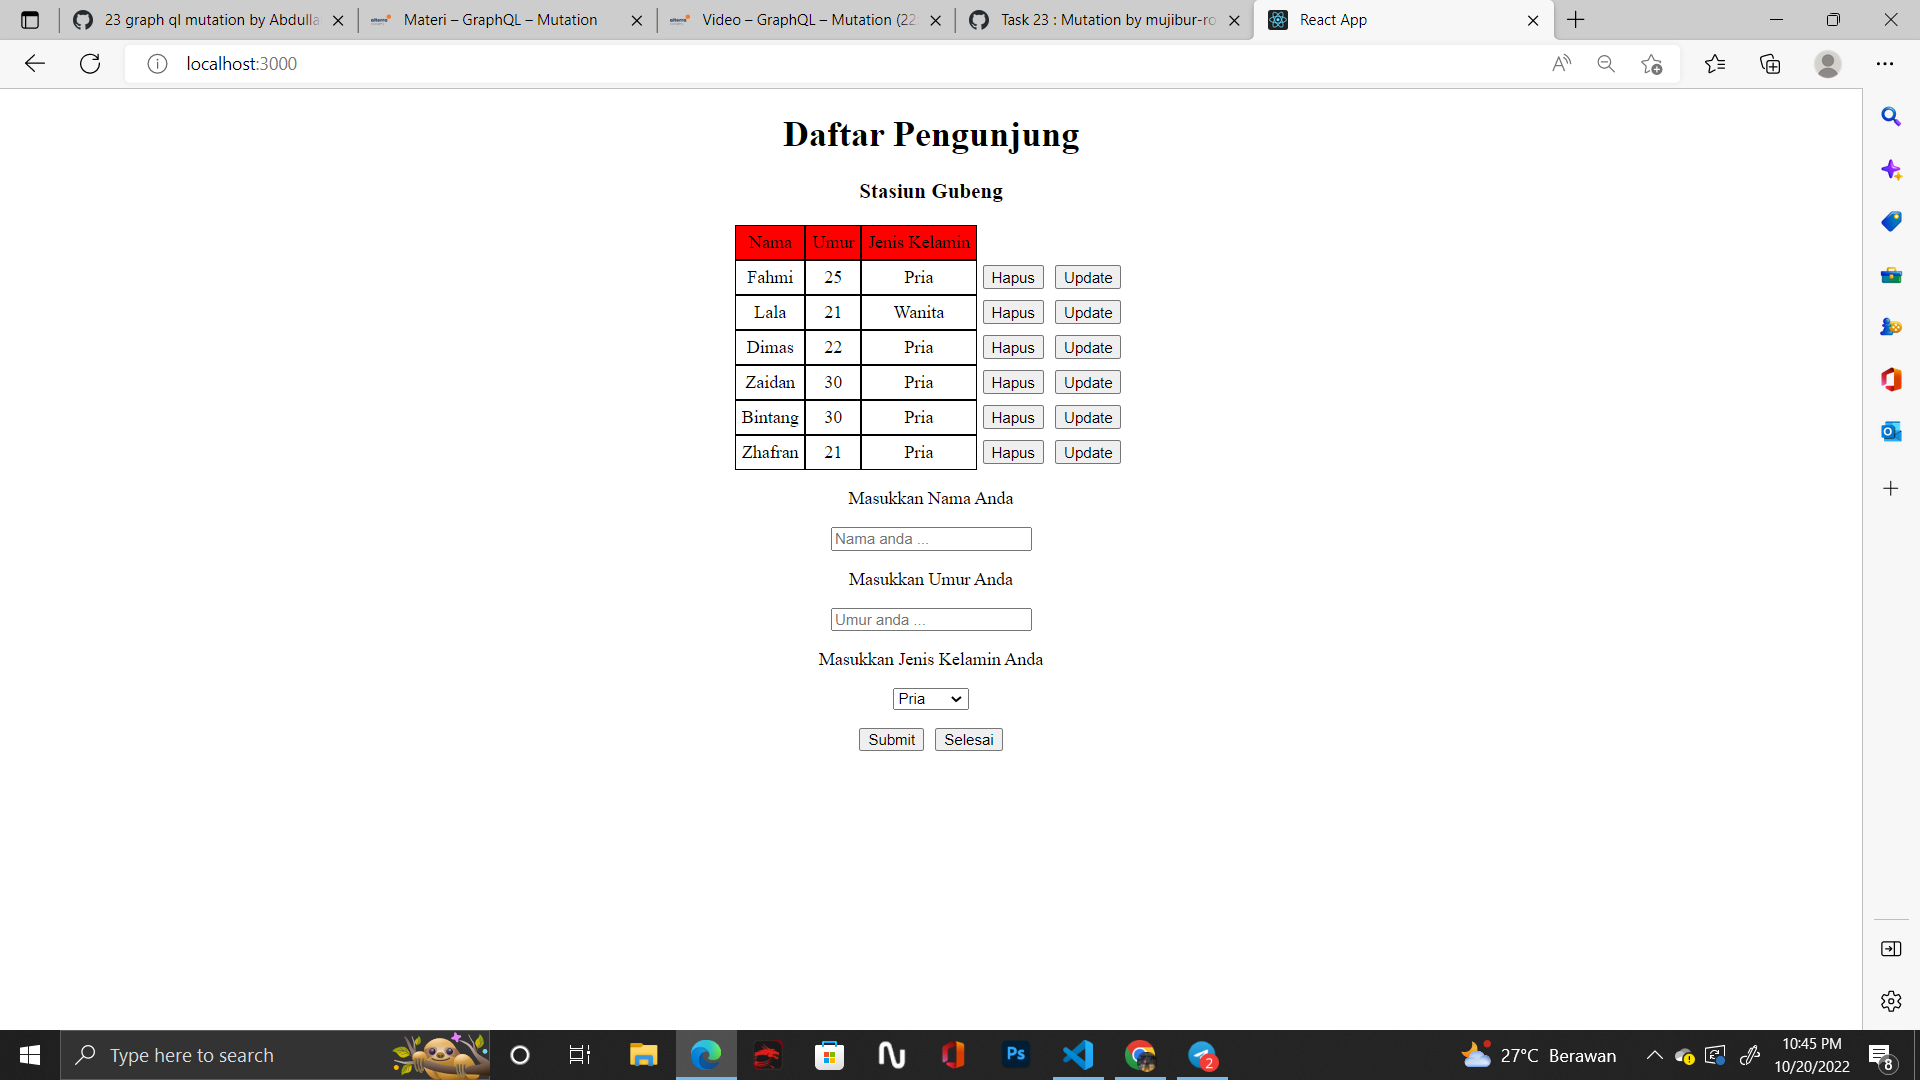 23 graph ql mutation by Abdulla
Materi – GraphQL – Mutation
Video – GraphQL – Mutation (22
Task 23 : Mutation by mujibur-ro
React App
localhost:3000
Daftar Pengunjung
Stasiun Gubeng
Nama Umur Jenis Kelamin
Fahmi 25 Pria Hapus Update
Lala 21 Wanita Hapus Update
Dimas 22 Pria Hapus Update
Zaidan 30 Pria Hapus Update
Bintang 30 Pria Hapus Update
Zhafran 21 Pria Hapus Update
Masukkan Nama Anda
Nama anda ...
Masukkan Umur Anda
Umur anda ...
Masukkan Jenis Kelamin Anda
Pria
Submit Selesai
Type here to search
Ps
2
27°C Berawan
10:45 PM
10/20/2022
8